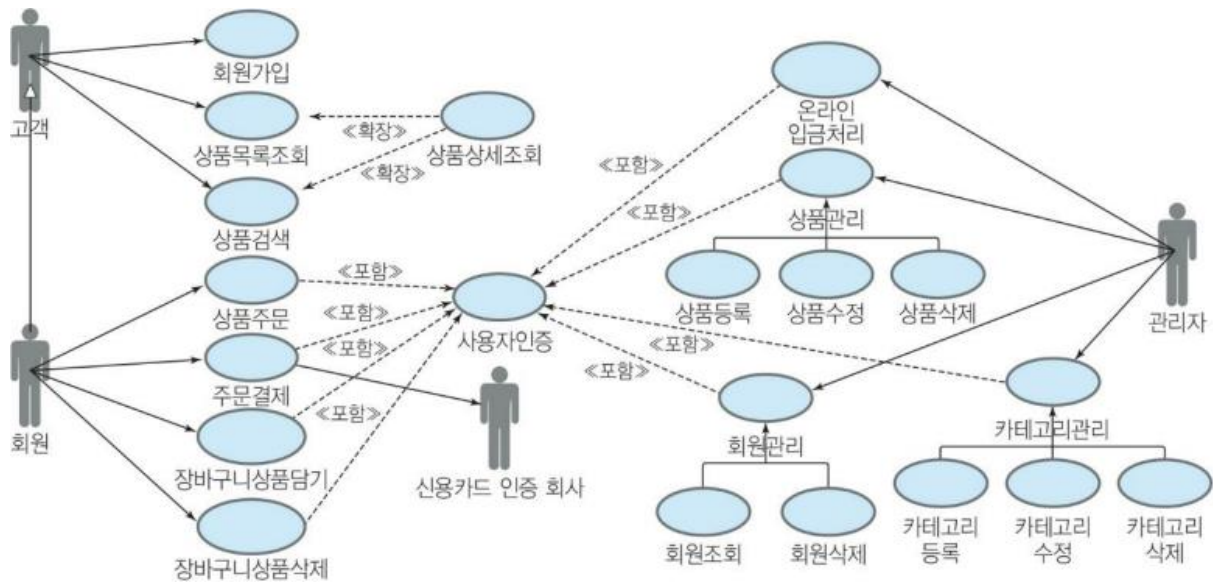 고객
회원가입
상품목록조회
≪확장≫
≪확장≫
상품상세조회
상품검색
온라인
입금처리
≪포함≫
≪포함≫
상품관리
상품등록
상품수정
상품삭제
관리자
회원
상품주문
≪포함≫
≪포함≫
≪포함≫
≪포함≫
사용자인증
주문결제
장바구니상품담기
장바구니상품삭제
신용카드 인증 회사
≪포함≫
≪포함≫
회원관리
회원조회
회원삭제
카테고리관리
카테고리
등록
카테고리
수정
카테고리
삭제